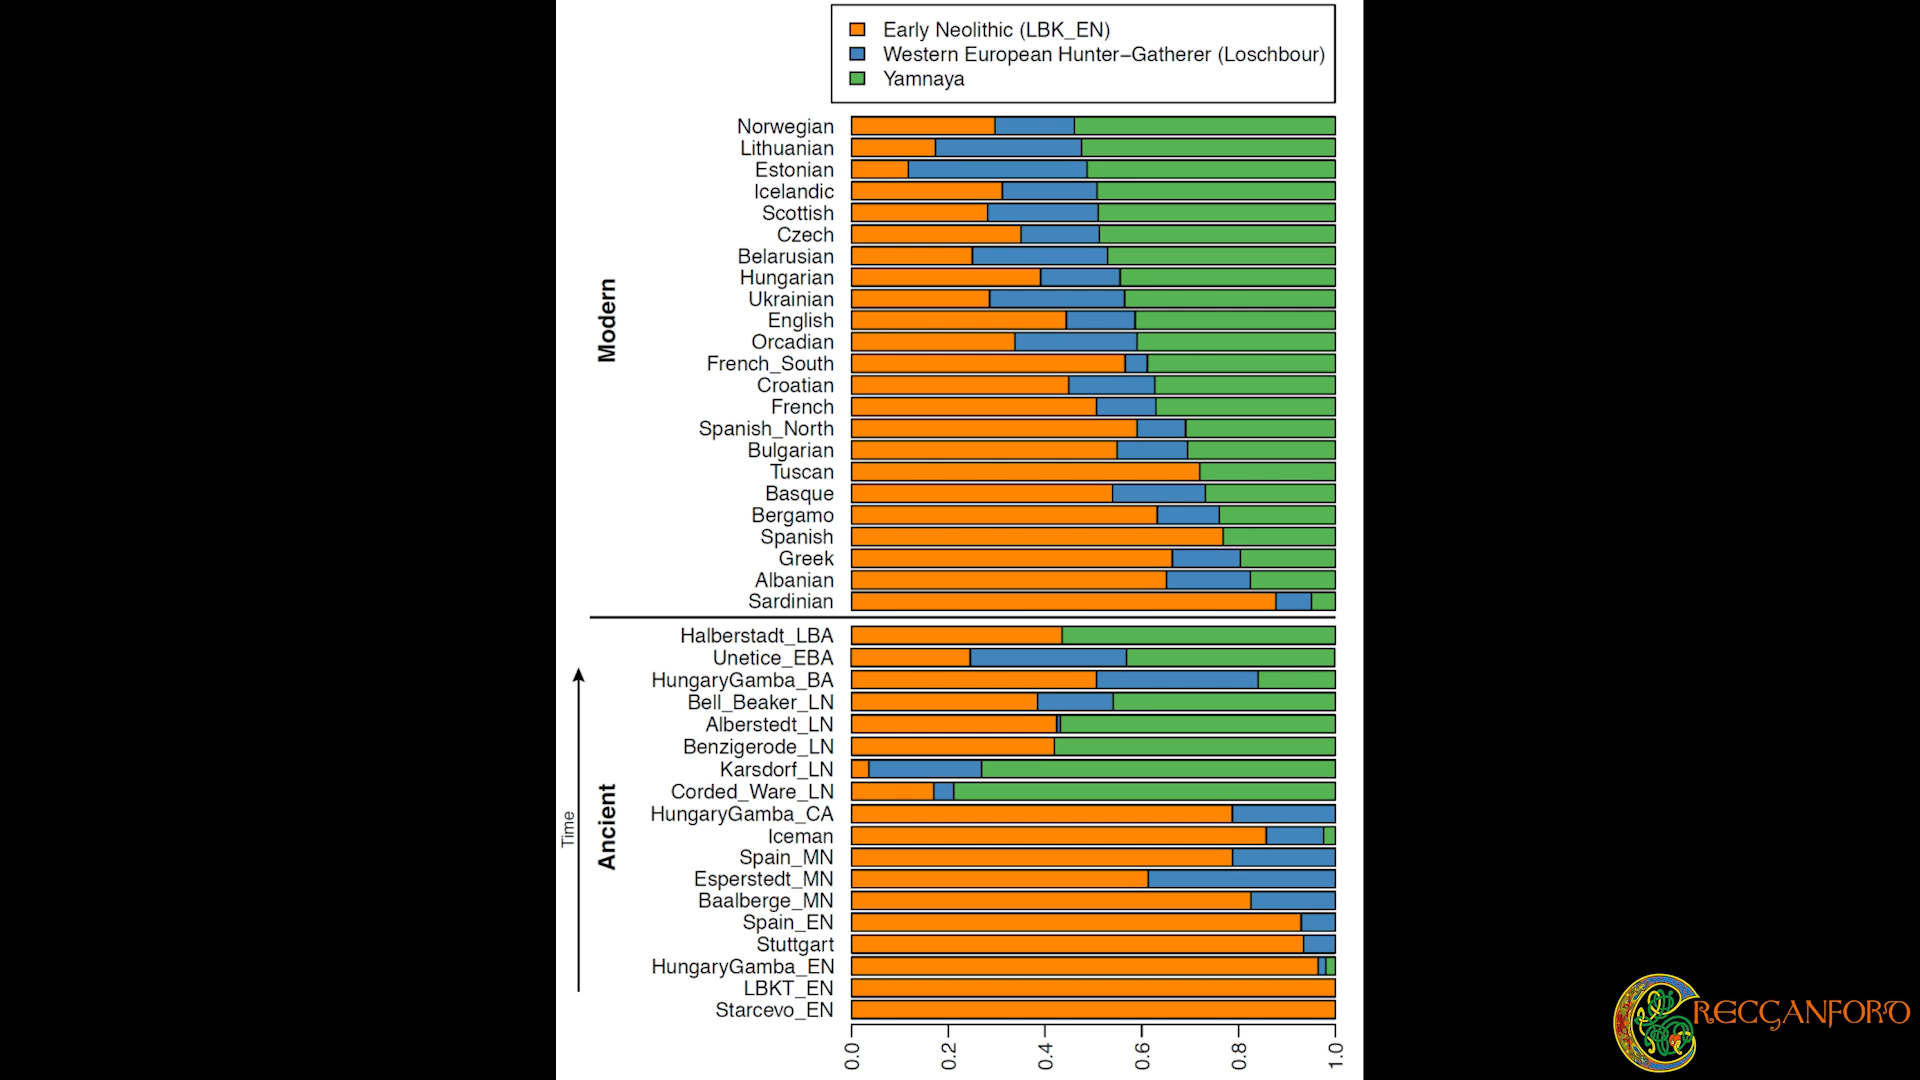 Early Neolithic (LBK_EN)
Western European Hunter–Gatherer (Loschbour)
Yamnaya
Modern
Norwegian
Lithuanian
Estonian
Icelandic
Scottish
Czech
Belarusian
Hungarian
Ukrainian
English
Orcadian
French_South
Croatian
French
Spanish_North
Bulgarian
Tuscan
Basque
Bergamo
Spanish
Greek
Albanian
Sardinian
Time
Ancient
Halberstadt_LBA
Unetice_EBA
HungaryGamba_BA
Bell_Beaker_LN
Alberstedt_LN
Benzigerode_LN
Karsdorf_LN
Corded_Ware_LN
HungaryGamba_CA
Iceman
Spain_MN
Esperstedt_MN
Baalberge_MN
Spain_EN
Stuttgart
HungaryGamba_EN
LBKT_EN
Starcevo_EN
0.0 0.2 0.4 0.6 0.8 1.0
CRECGANFORD